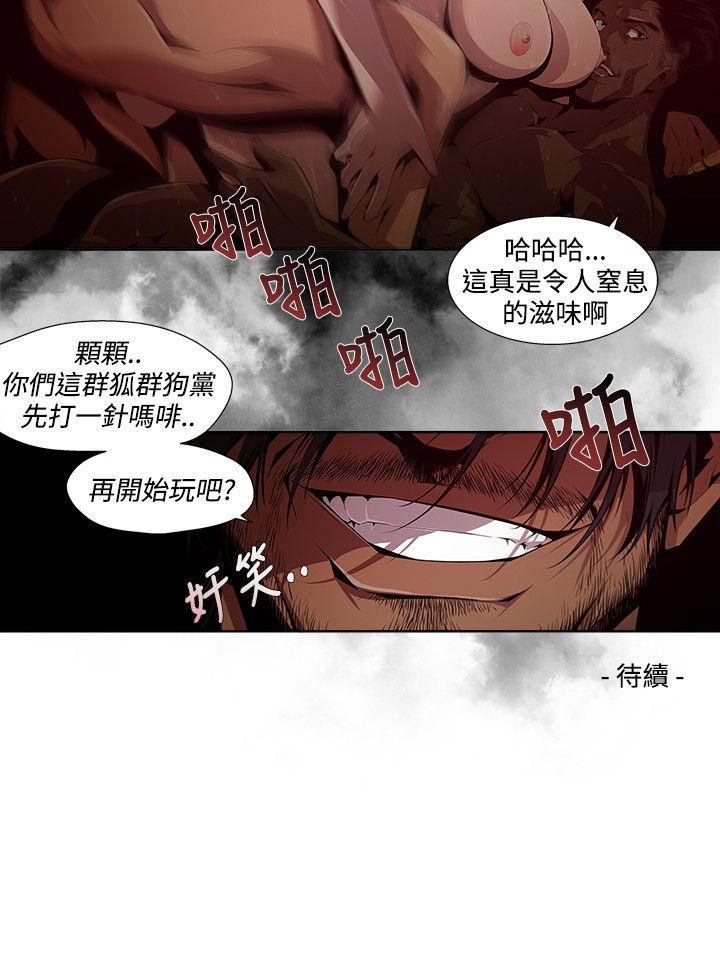 啪
啪
啪
啪
哈哈哈...
這真是令人窒息
的滋味啊
顆顆..
你們這群狐群狗黨
先打一針嗎啡..
再開始玩吧?
奸笑..
- 待續 -